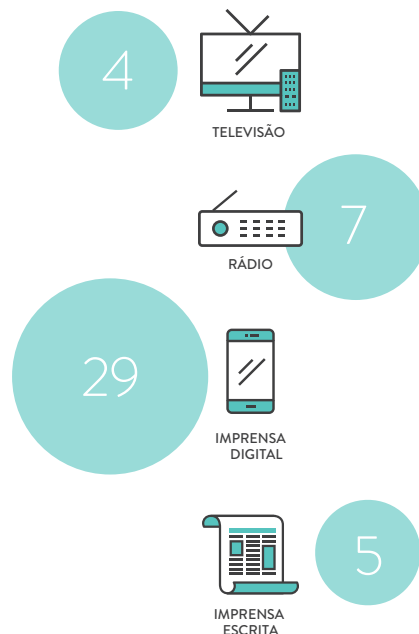 4
TELEVISÃO
7
RÁDIO
29
IMPRENSA
DIGITAL
5
IMPRENSA
ESCRITA